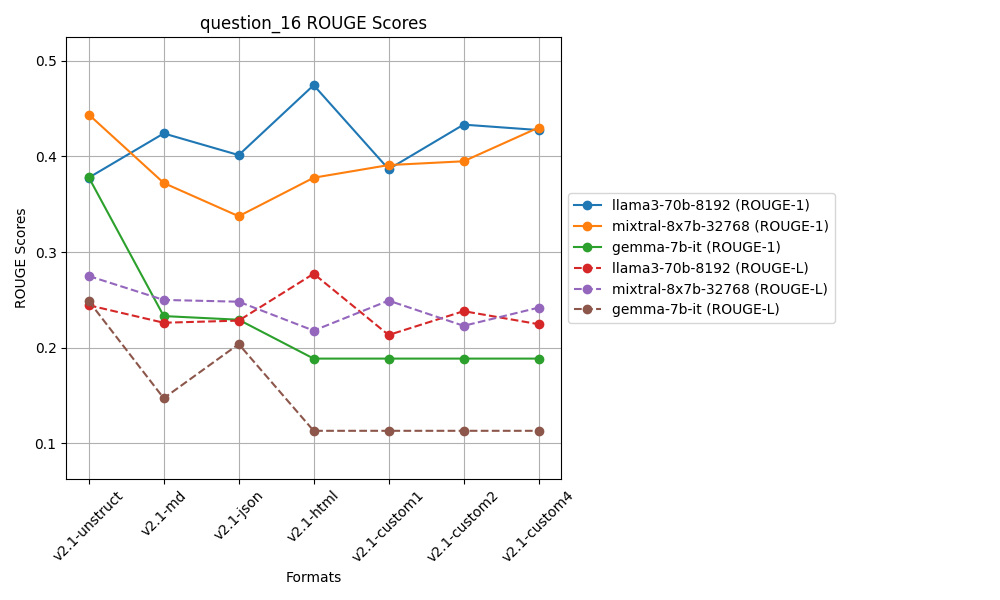 question_16 ROUGE Scores
ROUGE Scores
0.5
0.4
0.3
0.2
0.1
v2.1-unstruct
v2.1-md
v2.1-json
v2.1-html
v2.1-custom1
v2.1-custom2
v2.1-custom4
Formats
llama3-70b-8192 (ROUGE-1)
mixtral-8x7b-32768 (ROUGE-1)
gemma-7b-it (ROUGE-1)
llama3-70b-8192 (ROUGE-L)
mixtral-8x7b-32768 (ROUGE-L)
gemma-7b-it (ROUGE-L)